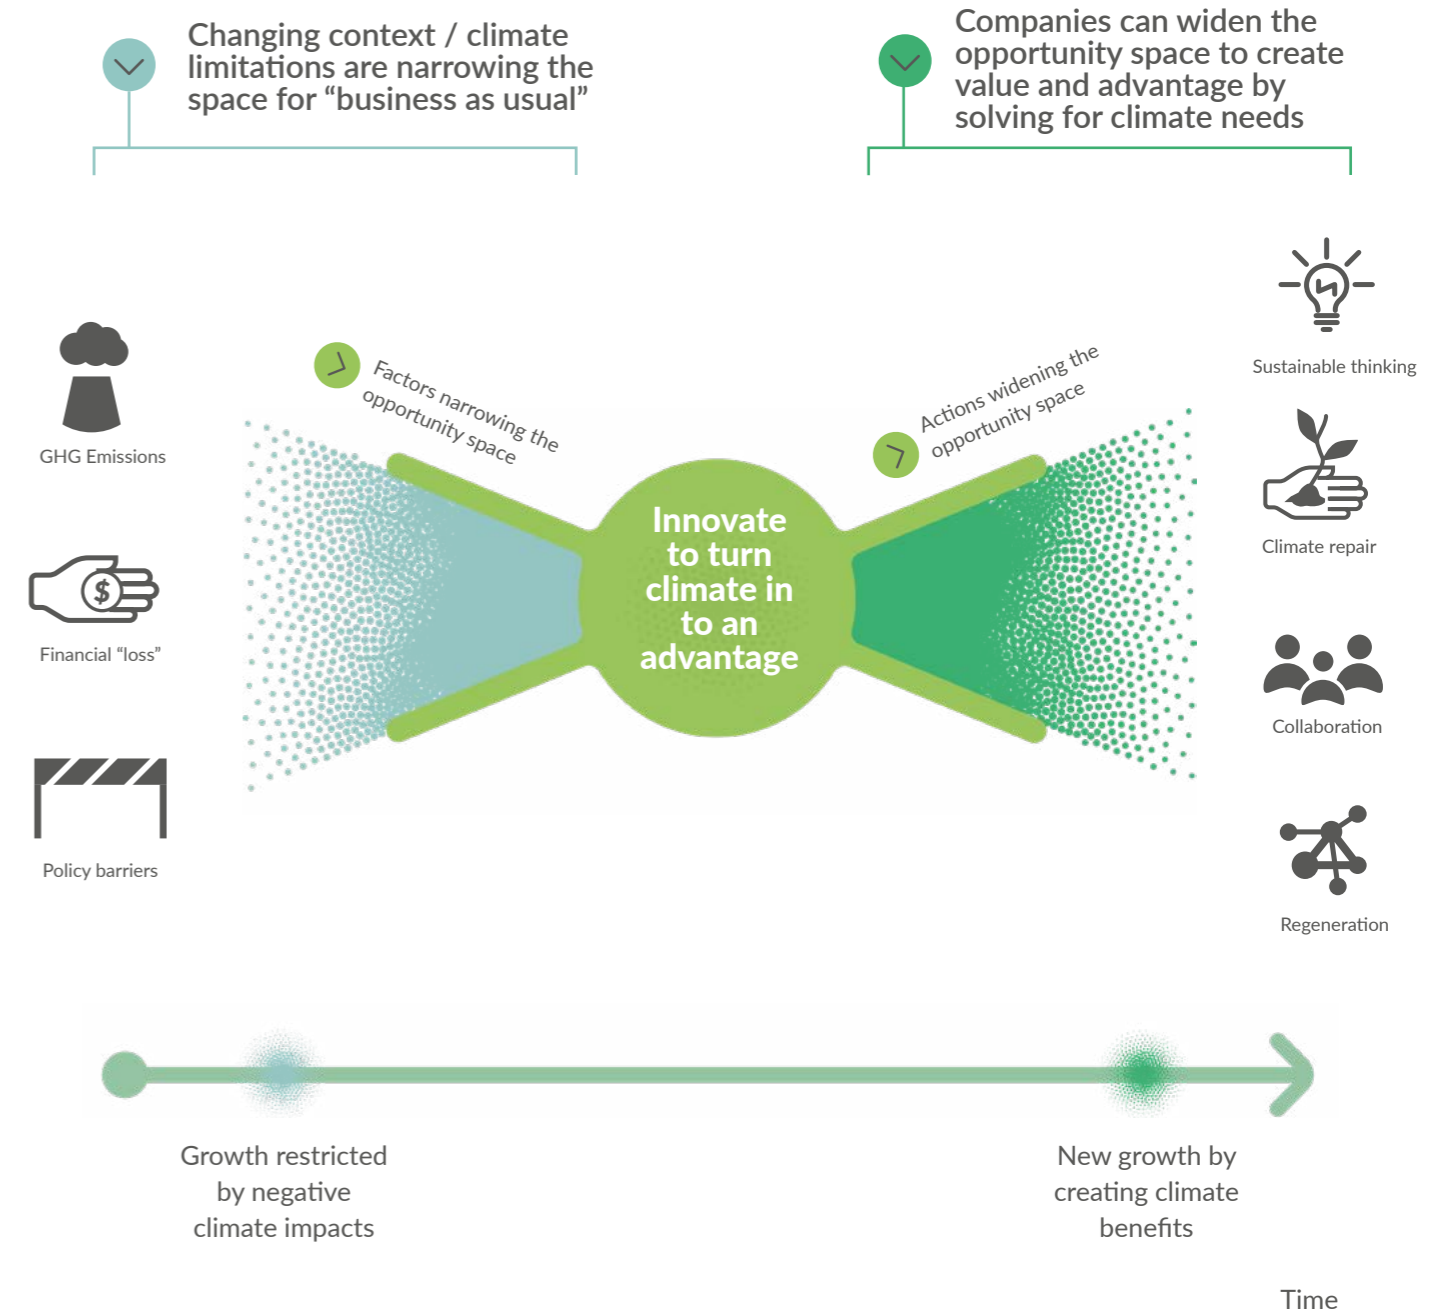 Changing context / climate
limitations are narrowing the
space for “business as usual”
Companies can widen the
opportunity space to create
value and advantage by
solving for climate needs
GHG Emissions
Financial “loss”
$
Policy barriers
Factors narrowing the
opportunity space
Innovate
to turn
climate in
to an
advantage
Actions widening the
opportunity space
Sustainable thinking
Climate repair
Collaboration
Regeneration
Growth restricted
by negative
climate impacts
New growth by
creating climate
benefits
Time